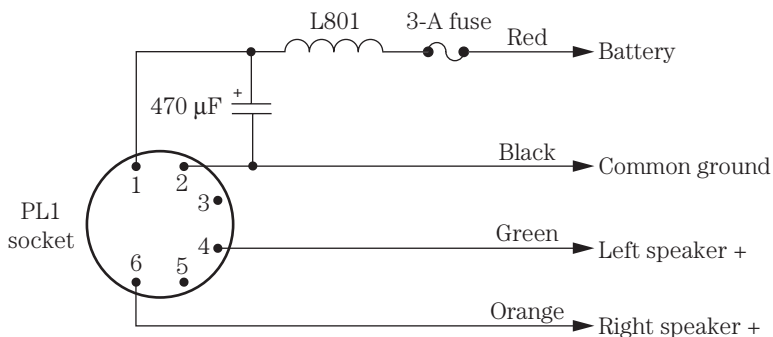 L801
3-A fuse
Red
Battery
470 µF
+
Black
Common ground
1
2
3
PL1
socket
4
Green
Left speaker +
6
5
Orange
Right speaker +